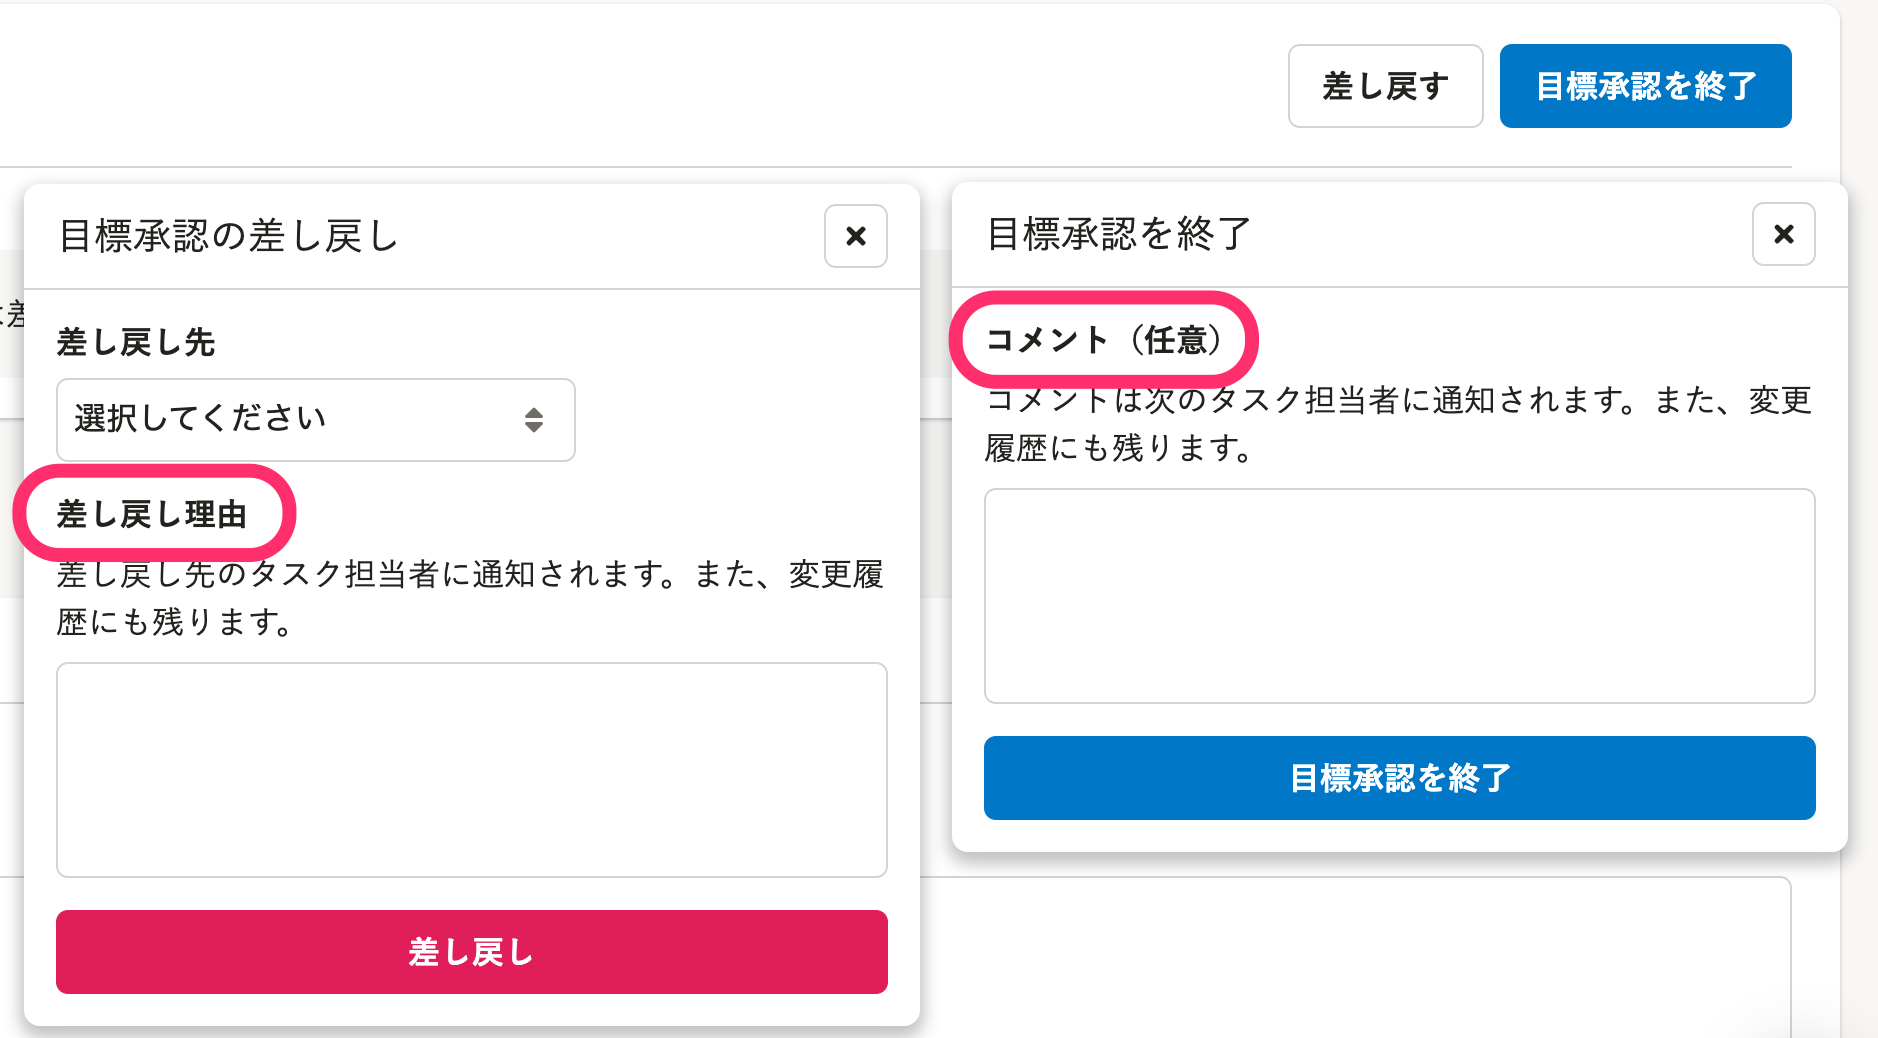 差し戻す
目標承認を終了
目標承認の差し戻し
差し戻し先
選択してください
差し戻し理由
差し戻し先のタスク担当者に通知されます。また、変更履
歴にも残ります。
差し戻し
目標承認を終了
コメント（任意）
コメントは次のタスク担当者に通知されます。また、変更
履歴にも残ります。
目標承認を終了
差